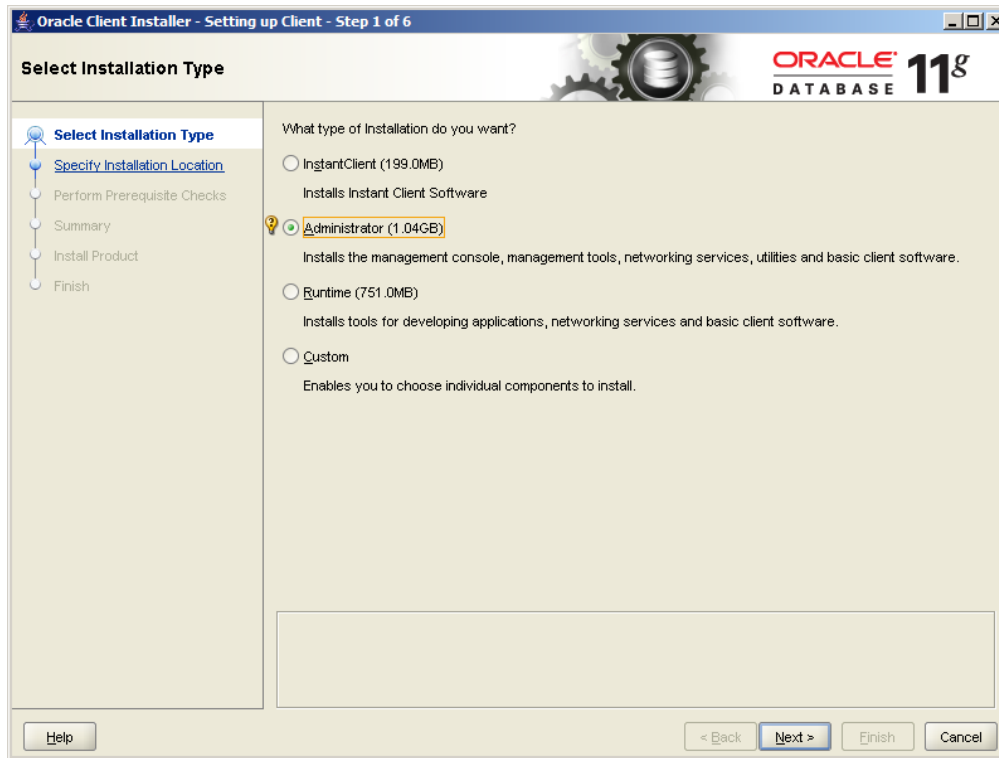 Oracle Client Installer - Setting up Client - Step 1 of 6
Select Installation Type
ORACLE DATABASE 11g
Select Installation Type
Specify Installation Location
Perform Prerequisite Checks
Summary
Install Product
Finish
What type of Installation do you want?
InstantClient (199.0MB)
Installs Instant Client Software
Administrator (1.04GB)
Installs the management console, management tools, networking services, utilities and basic client software.
Runtime (751.0MB)
Installs tools for developing applications, networking services and basic client software.
Custom
Enables you to choose individual components to install.
Help
< Back
Next >
Finish
Cancel